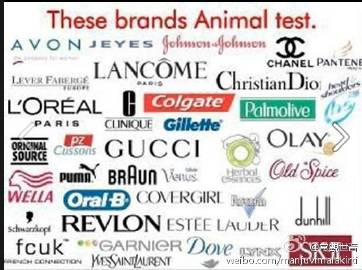 These brands Animal test.
AVON
the company for women
JEYES
Johnson & Johnson
CHANEL
PANTENE
LEVER FABERGÉ
EUROPE
LANCÔME
PARIS
Christian Dior
head & shoulders
L'ORÉAL
PARIS
CLINIQUE
Colgate
Gillette
Palmolive
ORIGINAL
SOURCE
PZ
Cussons
GUCCI
Herbal
essences
OLAY
WELLA
PUMA
BRAUN
Venus
Old Spice
Oral-B
COVERGIRL
schwarzkopf
REVLON
ESTĒE LAUDER
dunhill
fcuk
FRENCH CONNECTION
GARNIER
YVES SAINT LAURENT
Dove
LYNX
SK-II
weibo.com/mantovanialakiri